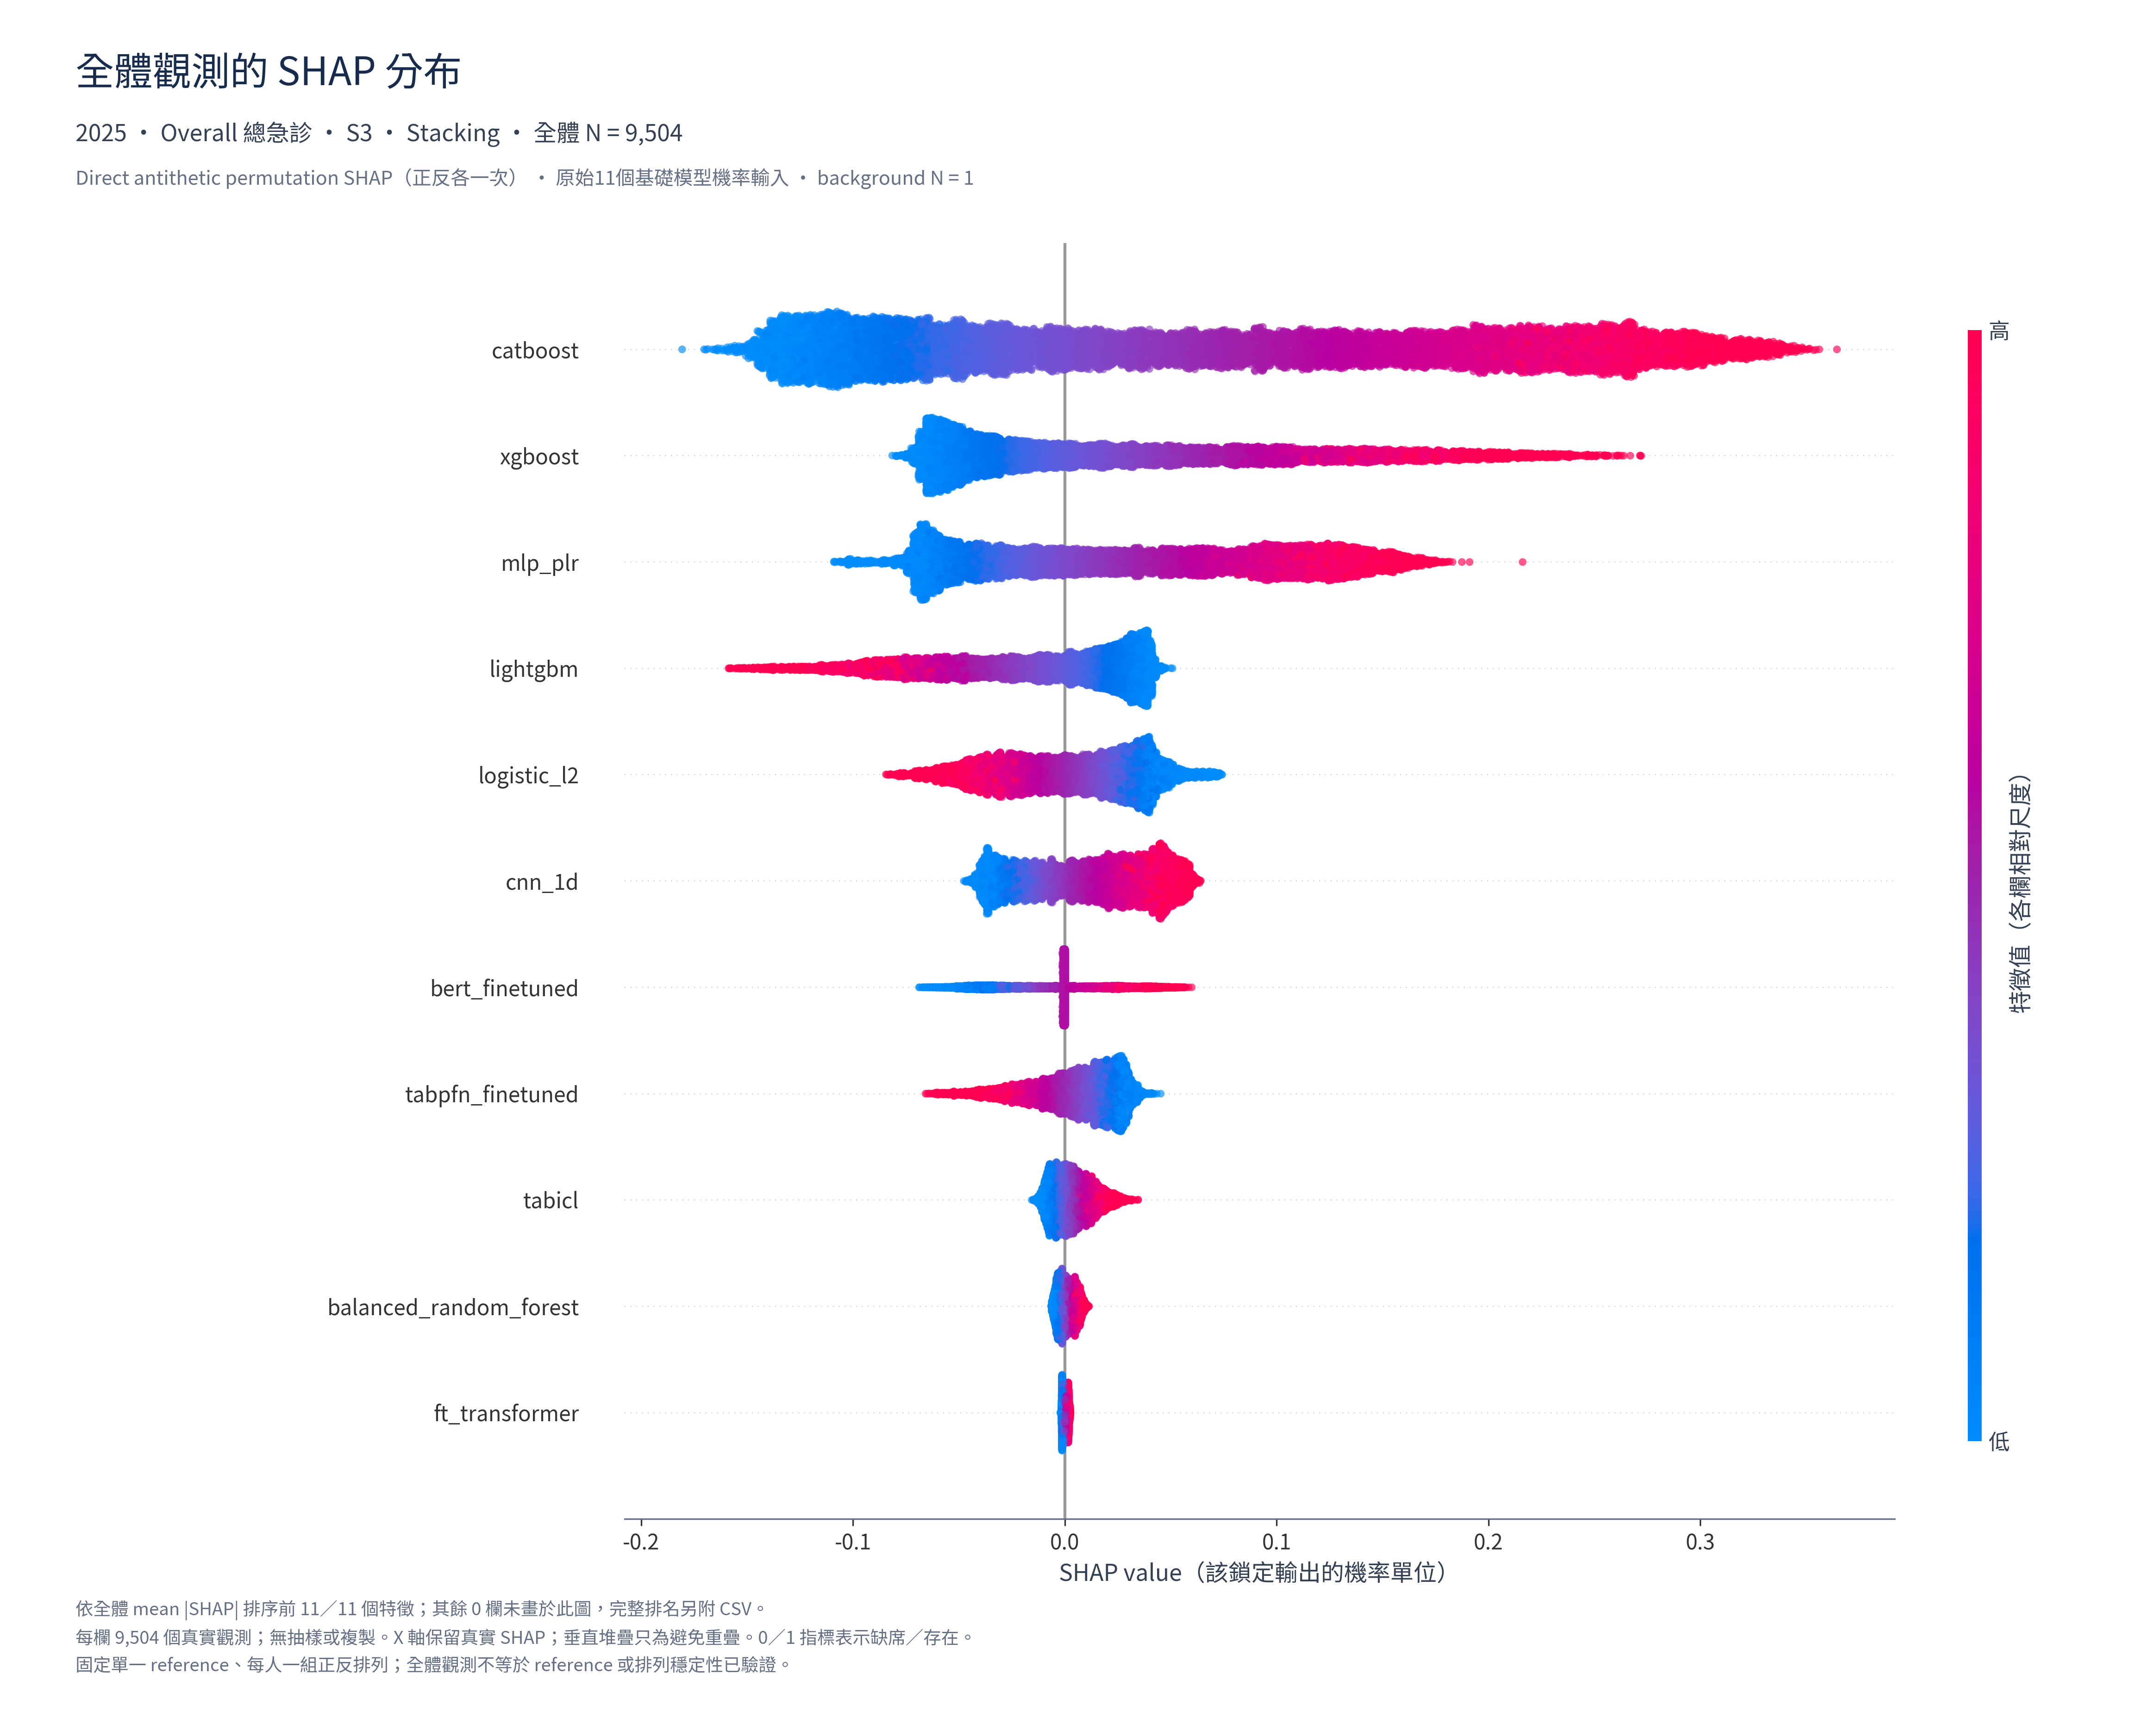 全體觀測的 SHAP 分布
2025 • Overall 總急診 • S3 • Stacking • 全體 N = 9,504
Direct antithetic permutation SHAP（正反各一次） • 原始11個基礎模型機率輸入 • background N = 1
catboost
xgboost
mlp_plr
lightgbm
logistic_l2
cnn_1d
bert_finetuned
tabpfn_finetuned
tabicl
balanced_random_forest
ft_transformer
高
特徵值（各欄相對尺度）
低
-0.2 -0.1 0.0 0.1 0.2 0.3
SHAP value（該鎖定輸出的機率單位）
依全體 mean |SHAP| 排序前 11／11 個特徵；其餘 0 欄未畫於此圖，完整排名另附 CSV。
每欄 9,504 個真實觀測；無抽樣或複製。X 軸保留真實 SHAP；垂直堆疊只為避免重疊。0／1 指標表示缺席／存在。
固定單一 reference、每人一組正反排列；全體觀測不等於 reference 或排列穩定性已驗證。